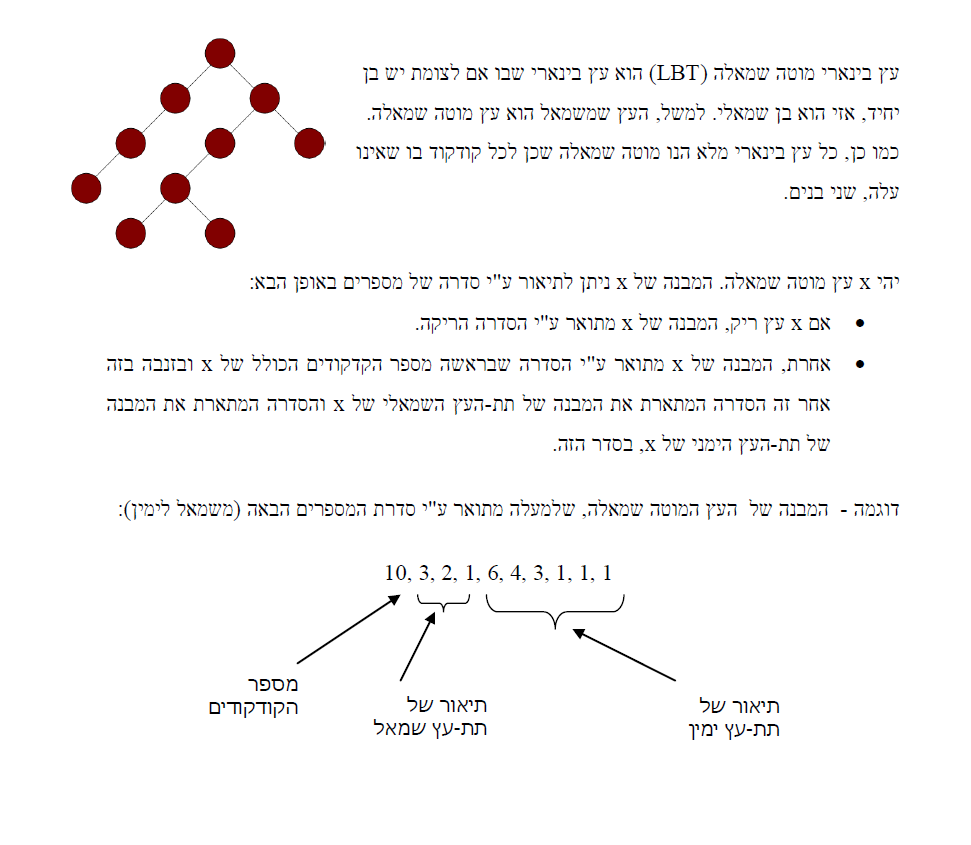 עץ בינארי מוטה שמאלה (LBT) הוא עץ בינארי שבו אם לצומת יש בן
יחיד, אזי הוא בן שמאלי. למשל, העץ שמשמאל הוא עץ מוטה שמאלה.
כמו כן, כל עץ בינארי מלא הנו מוטה שמאלה שכן לכל קודקוד בו שאינו
עלה, שני בנים.
יהי x עץ מוטה שמאלה. המבנה של x ניתן לתיאור ע"י סדרה של מספרים באופן הבא:
• אם x עץ ריק, המבנה של x מתואר ע"י הסדרה הריקה.
• אחרת, המבנה של x מתואר ע"י הסדרה שבראשה מספר הקדקודים הכולל של x ובזנבה בזה
אחר זה הסדרה המתארת את המבנה של תת-העץ השמאלי של x והסדרה המתארת את המבנה
של תת-העץ הימני של x, בסדר הזה.
דוגמה - המבנה של העץ המוטה שמאלה, שלמעלה מתואר ע"י סדרת המספרים הבאה (משמאל לימין):
10, 3, 2, 1, 6, 4, 3, 1, 1, 1
מספר
הקודקודים
תיאור של
תת-עץ שמאל
תיאור של
תת-עץ ימין